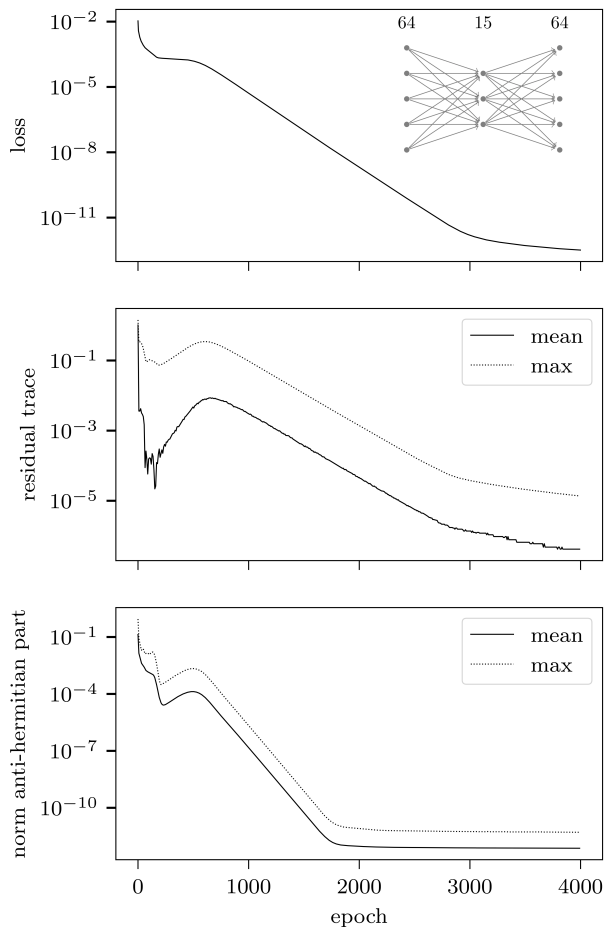 64 15 64
10⁻²
10⁻⁵
10⁻⁸
10⁻¹¹
loss
mean
max
10⁻¹
10⁻³
10⁻⁵
residual trace
mean
max
10⁻¹
10⁻⁴
10⁻⁷
10⁻¹⁰
norm anti-hermitian part
0 1000 2000 3000 4000
epoch